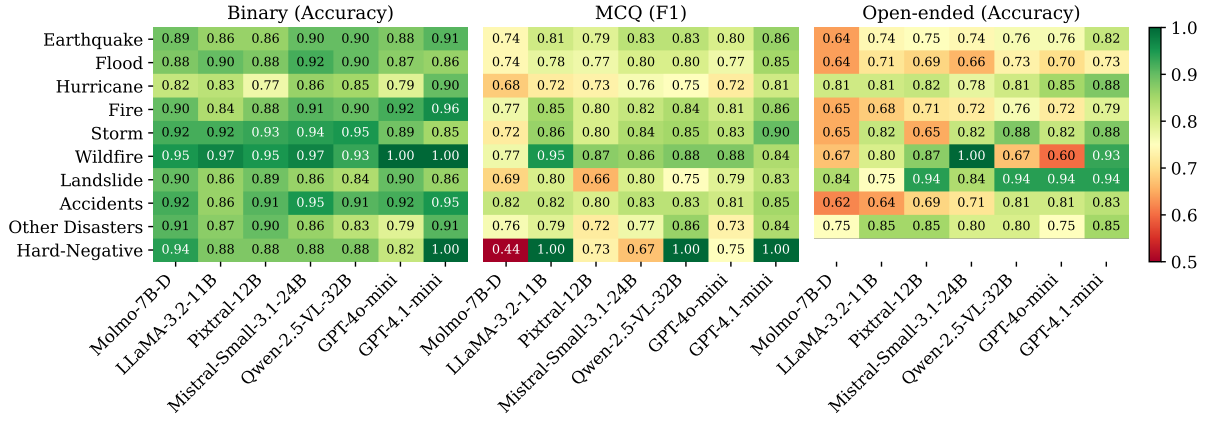 Binary (Accuracy) MCQ (F1) Open-ended (Accuracy)
Earthquake 0.89 0.86 0.86 0.90 0.90 0.88 0.91 0.74 0.81 0.79 0.83 0.83 0.80 0.86 0.64 0.74 0.75 0.74 0.76 0.76 0.82
Flood 0.88 0.90 0.88 0.92 0.90 0.87 0.86 0.74 0.78 0.77 0.80 0.80 0.77 0.85 0.64 0.71 0.69 0.66 0.73 0.70 0.73
Hurricane 0.82 0.83 0.77 0.86 0.85 0.79 0.90 0.68 0.72 0.73 0.76 0.75 0.72 0.81 0.81 0.81 0.82 0.78 0.81 0.85 0.88
Fire 0.90 0.84 0.88 0.91 0.90 0.92 0.96 0.77 0.85 0.80 0.82 0.84 0.81 0.86 0.65 0.68 0.71 0.72 0.76 0.72 0.79
Storm 0.92 0.92 0.93 0.94 0.95 0.89 0.85 0.72 0.86 0.80 0.84 0.85 0.83 0.90 0.65 0.82 0.65 0.82 0.88 0.82 0.88
Wildfire 0.95 0.97 0.95 0.97 0.93 1.00 1.00 0.77 0.95 0.87 0.86 0.88 0.88 0.84 0.67 0.80 0.87 1.00 0.67 0.60 0.93
Landslide 0.90 0.86 0.89 0.86 0.84 0.90 0.86 0.69 0.80 0.66 0.80 0.75 0.79 0.83 0.84 0.75 0.94 0.84 0.94 0.94 0.94
Accidents 0.92 0.86 0.91 0.95 0.91 0.92 0.95 0.82 0.82 0.80 0.83 0.83 0.81 0.85 0.62 0.64 0.69 0.71 0.81 0.81 0.83
Other Disasters 0.91 0.87 0.90 0.86 0.83 0.79 0.91 0.76 0.79 0.72 0.77 0.86 0.73 0.84 0.75 0.85 0.85 0.80 0.80 0.75 0.85
Hard-Negative 0.94 0.88 0.88 0.88 0.88 0.82 1.00 0.44 1.00 0.73 0.67 1.00 0.75 1.00
Molmo-7B-D
LLaMA-3.2-11B
Pixtral-12B
Mistral-Small-3.1-24B
Qwen-2.5-VL-32B
GPT-4o-mini
GPT-4.1-mini
Molmo-7B-D
LLaMA-3.2-11B
Pixtral-12B
Mistral-Small-3.1-24B
Qwen-2.5-VL-32B
GPT-4o-mini
GPT-4.1-mini
Molmo-7B-D
LLaMA-3.2-11B
Pixtral-12B
Mistral-Small-3.1-24B
Qwen-2.5-VL-32B
GPT-4o-mini
GPT-4.1-mini
1.0
0.9
0.8
0.7
0.6
0.5